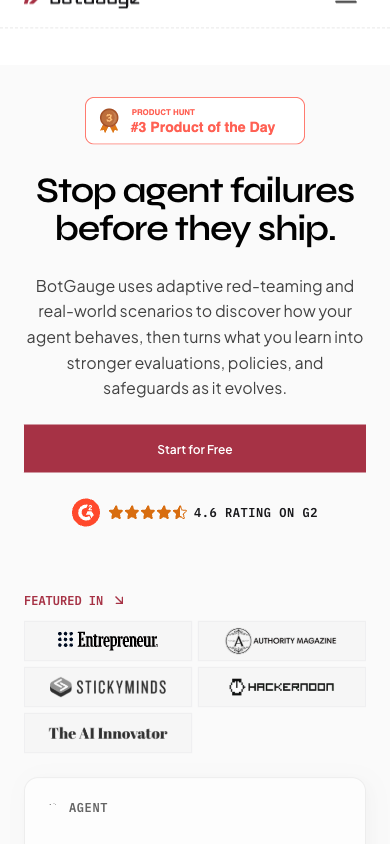 BotGauge
3
PRODUCT HUNT
#3 Product of the Day
Stop agent failures
before they ship.
BotGauge uses adaptive red-teaming and
real-world scenarios to discover how your
agent behaves, then turns what you learn into
stronger evaluations, policies, and
safeguards as it evolves.
Start for Free
4.6 RATING ON G2
FEATURED IN
Entrepreneur
A AUTHORITY MAGAZINE
STICKYMINDS
HACKERNOON
The AI Innovator
AGENT